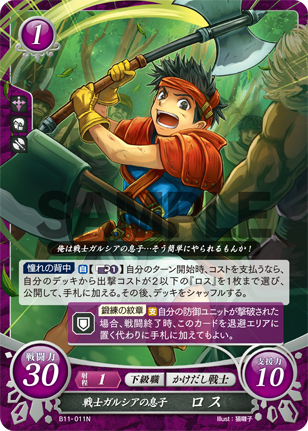 1
SAMPLE
俺は戦士ガルシアの息子…そう簡単にやられるもんか!
憧れの背中 自【1】自分のターン開始時、コストを支払うなら、
自分のデッキから出撃コストが2以下の『ロス』を1枚まで選び、
公開して、手札に加える。その後、デッキをシャッフルする。
鍛練の紋章 支 自分の防御ユニットが撃破された
場合、戦闘終了時、このカードを退避エリアに
置く代わりに手札に加えてもよい。
戦闘力
30
射程 1 下級職 かけだし戦士
支援力
10
戦士ガルシアの息子 ロス
B11-011N
Illust:猫囃子